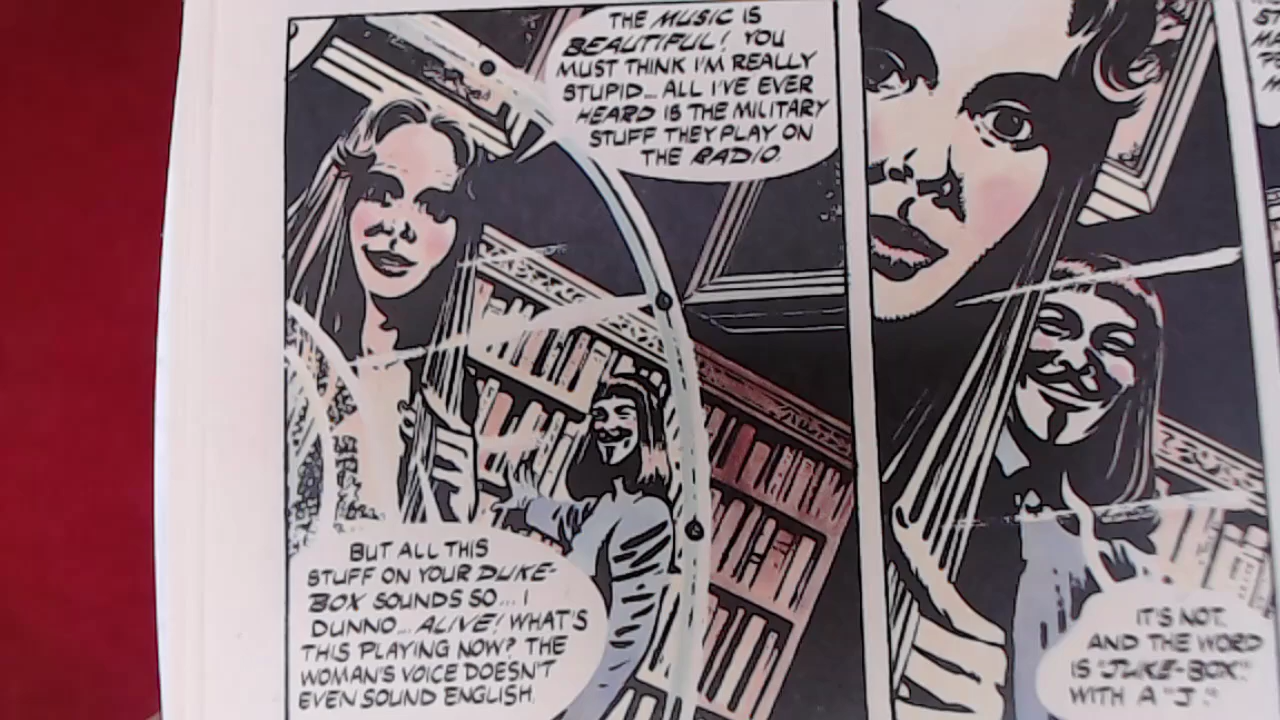 THE MUSIC IS
BEAUTIFUL! YOU
MUST THINK I'M REALLY
STUPID... ALL I'VE EVER
HEARD IS THE MILITARY
STUFF THEY PLAY ON
THE RADIO.
BUT ALL THIS
STUFF ON YOUR DUKE-
BOX SOUNDS SO... I
DUNNO... ALIVE! WHAT'S
THIS PLAYING NOW? THE
WOMAN'S VOICE DOESN'T
EVEN SOUND ENGLISH.
IT'S NOT.
AND THE WORD
IS "JUKE-BOX."
WITH A "J."